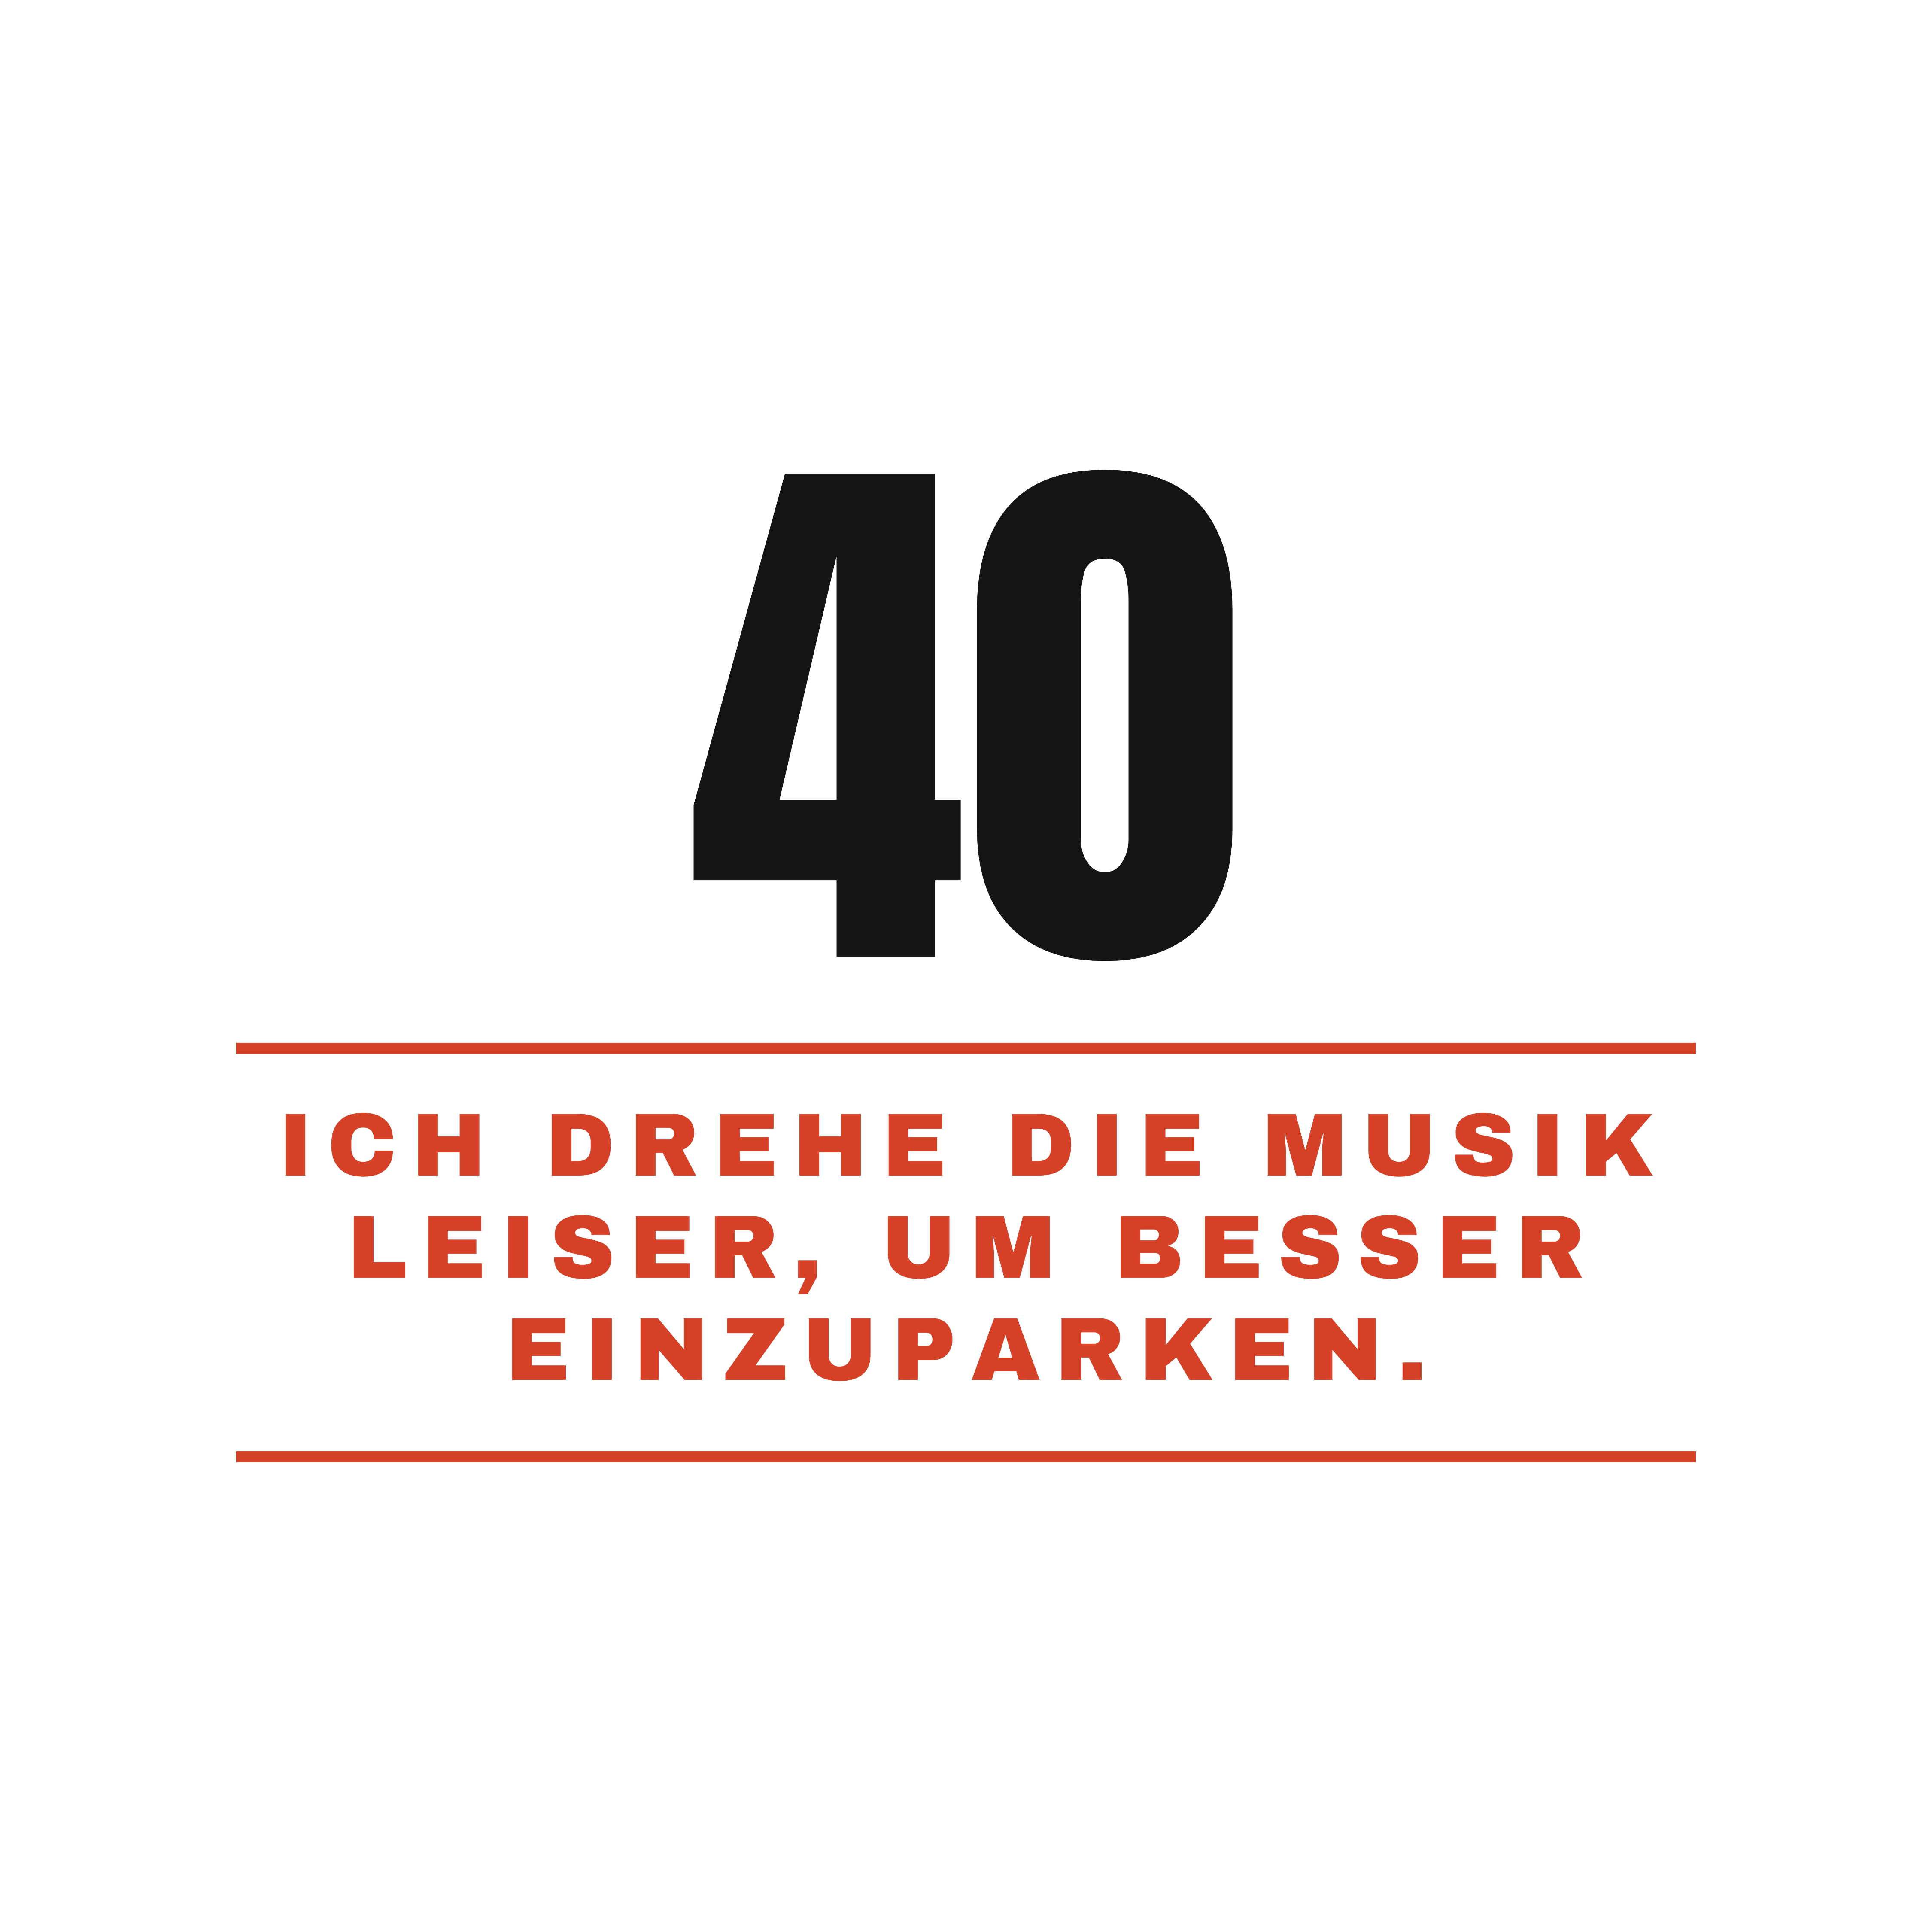 40
ICH DREHE DIE MUSIK
LEISER, UM BESSER
EINZUPARKEN.